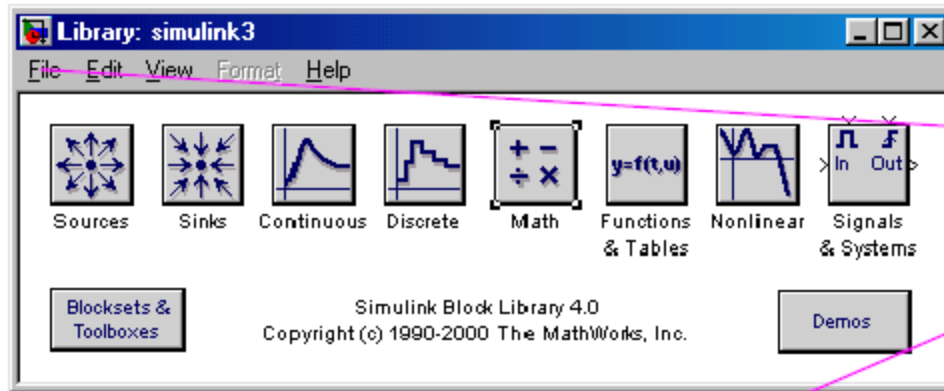 Library: simulink3
File Edit View Format Help
+ −
÷ ×
y=f(t,u)
In Out
Sources Sinks Continuous Discrete Math Functions & Tables Nonlinear Signals & Systems
Blocksets & Toolboxes
Simulink Block Library 4.0
Copyright (c) 1990-2000 The MathWorks, Inc.
Demos